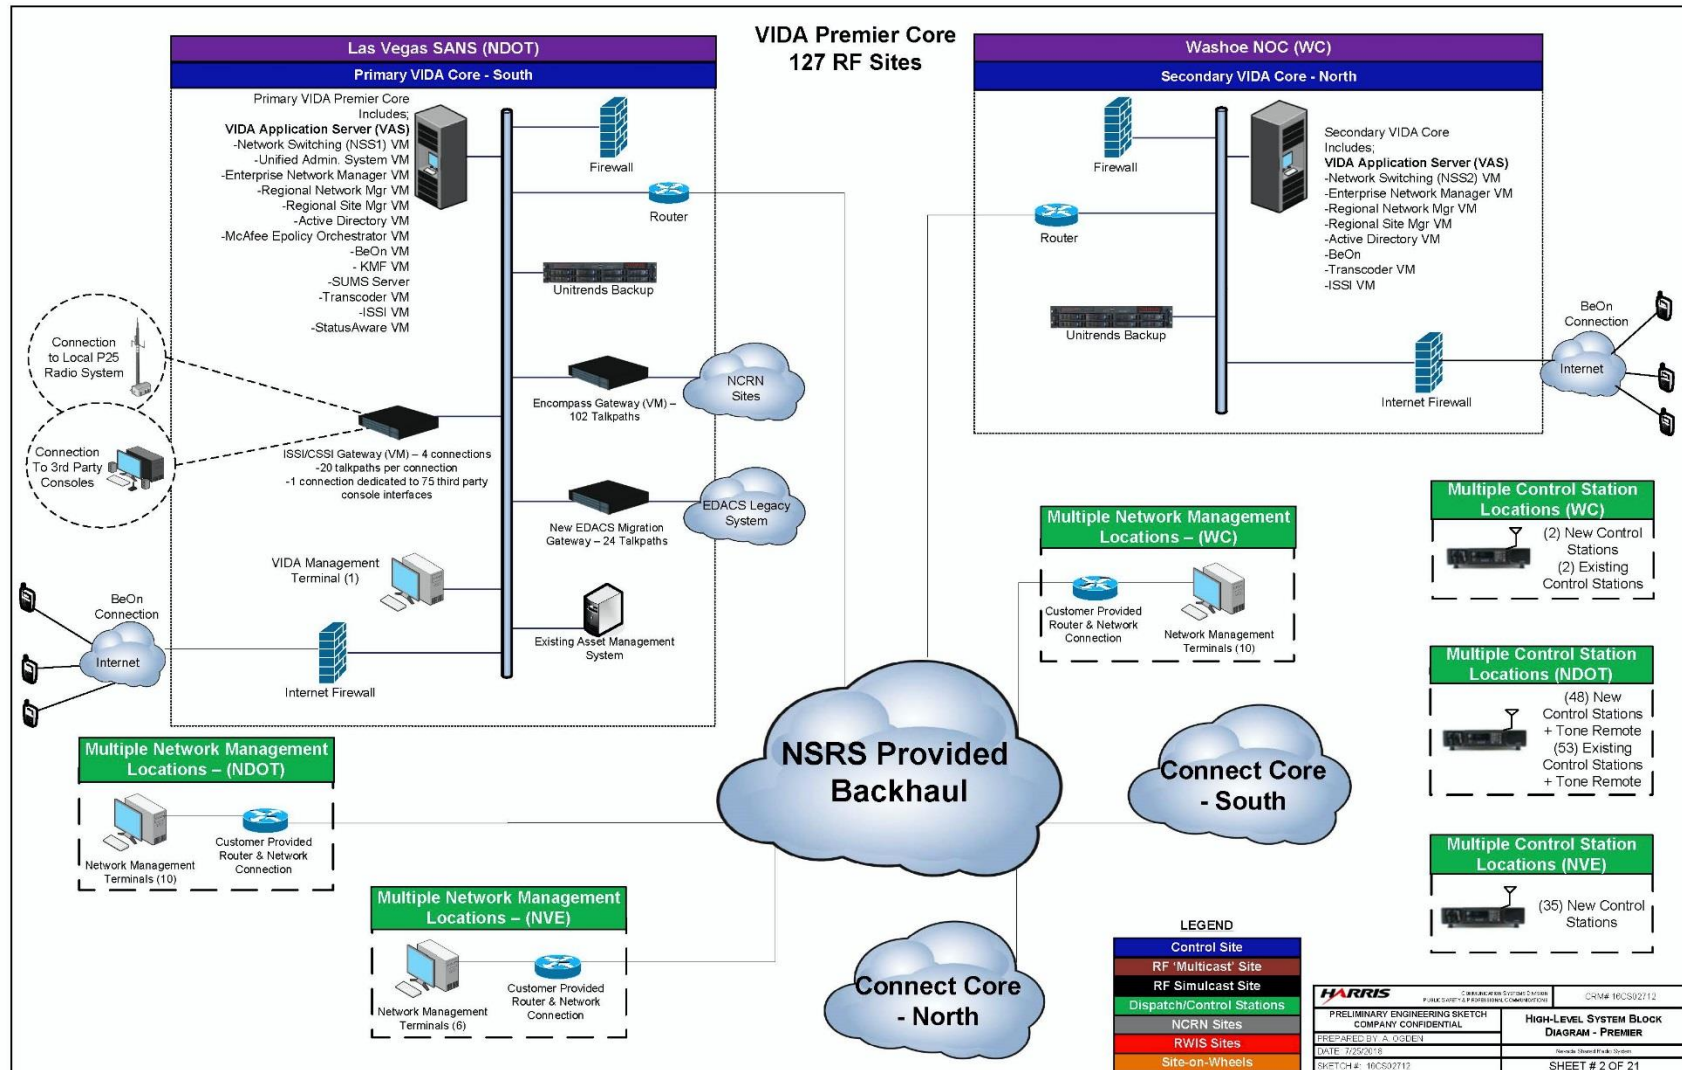 VIDA Premier Core
127 RF Sites
Las Vegas SANS (NDOT)
Primary VIDA Core - South
Primary VIDA Premier Core
Includes;
VIDA Application Server (VAS)
-Network Switching (NSS1) VM
-Unified Admin. System VM
-Enterprise Network Manager VM
-Regional Network Mgr VM
-Regional Site Mgr VM
-Active Directory VM
-McAfee Epolicy Orchestrator VM
-BeOn VM
- KMF VM
-SUMS Server
-Transcoder VM
-ISSI VM
-StatusAware VM
Firewall
Router
Unitrends Backup
Connection
to Local P25
Radio System
Connection
To 3rd Party
Consoles
ISSI/CSSI Gateway (VM) – 4 connections
-20 talkpaths per connection
-1 connection dedicated to 75 third party
console interfaces
Encompass Gateway (VM) –
102 Talkpaths
NCRN
Sites
New EDACS Migration
Gateway – 24 Talkpaths
EDACS Legacy
System
VIDA Management
Terminal (1)
Existing Asset Management
System
BeOn
Connection
Internet
Internet Firewall
Washoe NOC (WC)
Secondary VIDA Core - North
Firewall
Router
Unitrends Backup
Secondary VIDA Core
Includes;
VIDA Application Server (VAS)
-Network Switching (NSS2) VM
-Enterprise Network Manager VM
-Regional Network Mgr VM
-Regional Site Mgr VM
-Active Directory VM
-BeOn
-Transcoder VM
-ISSI VM
Internet Firewall
BeOn
Connection
Internet
Multiple Network Management
Locations – (WC)
Customer Provided
Router & Network
Connection
Network Management
Terminals (10)
Multiple Control Station
Locations (WC)
(2) New Control
Stations
(2) Existing
Control Stations
Multiple Control Station
Locations (NDOT)
(48) New
Control Stations
+ Tone Remote
(53) Existing
Control Stations
+ Tone Remote
Multiple Control Station
Locations (NVE)
(35) New Control
Stations
Multiple Network Management
Locations – (NDOT)
Network Management
Terminals (10)
Customer Provided
Router & Network
Connection
Multiple Network Management
Locations – (NVE)
Network Management
Terminals (6)
Customer Provided
Router & Network
Connection
NSRS Provided
Backhaul
Connect Core
- South
Connect Core
- North
LEGEND
Control Site
RF 'Multicast' Site
RF Simulcast Site
Dispatch/Control Stations
NCRN Sites
RWIS Sites
Site-on-Wheels
HARRIS
COMMUNICATION SYSTEMS DIVISION
PUBLIC SAFETY & PROFESSIONAL COMMUNICATIONS
CRM# 16CS02712
PRELIMINARY ENGINEERING SKETCH
COMPANY CONFIDENTIAL
HIGH-LEVEL SYSTEM BLOCK
DIAGRAM - PREMIER
PREPARED BY: A. OGDEN
DATE: 7/25/2018
Nevada Shared Radio System
SKETCH #: 16CS02712
SHEET # 2 OF 21